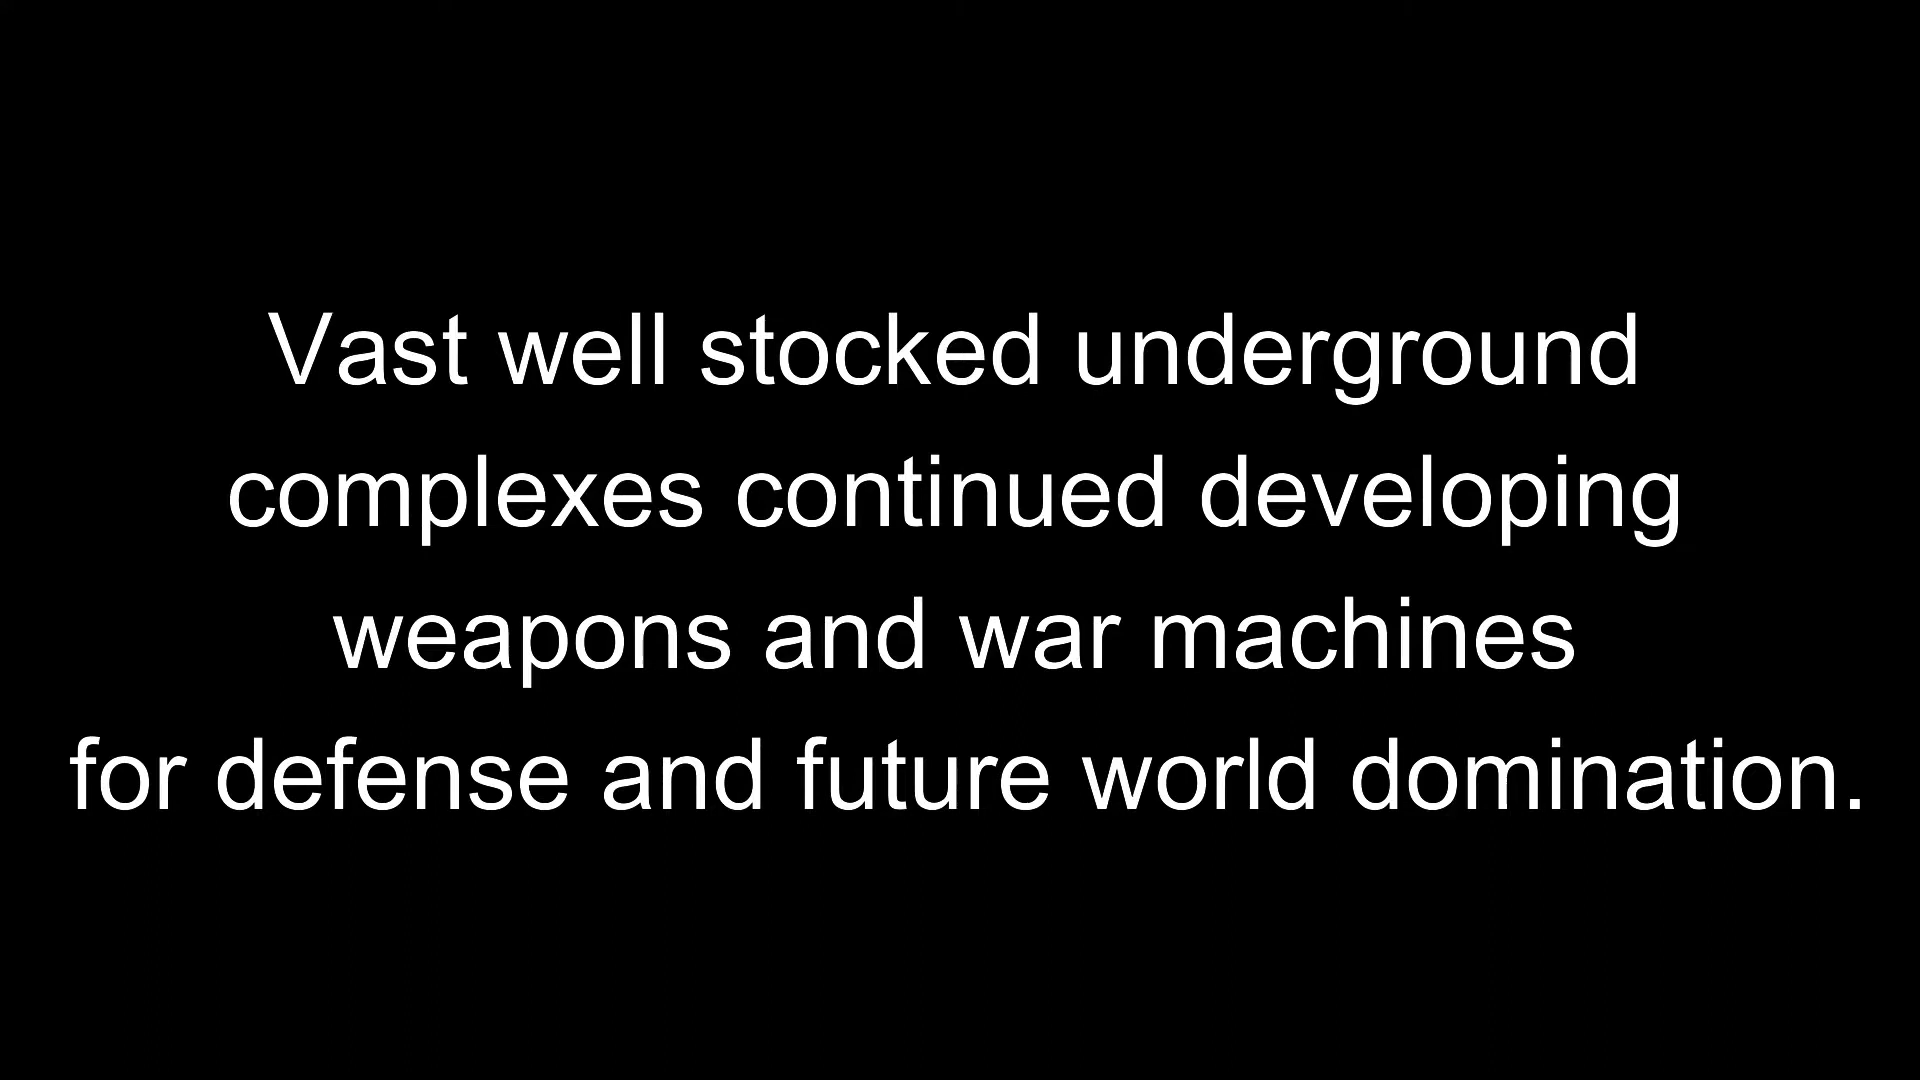 Vast well stocked underground
complexes continued developing
weapons and war machines
for defense and future world domination.